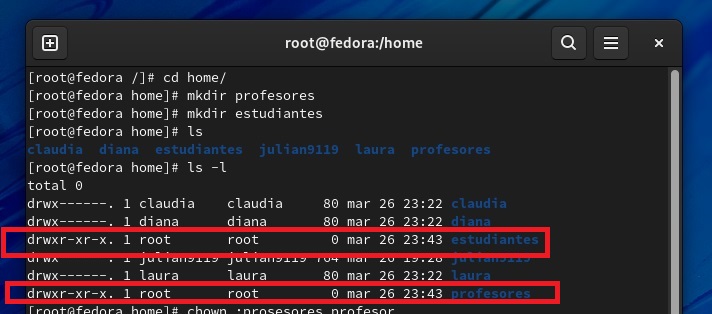 root@fedora:/home
[root@fedora /]# cd home/
[root@fedora home]# mkdir profesores
[root@fedora home]# mkdir estudiantes
[root@fedora home]# ls
claudia  diana  estudiantes  julian9119  laura  profesores
[root@fedora home]# ls -l
total 0
drwx------. 1 claudia    claudia     80 mar 26 23:22 claudia
drwx------. 1 diana      diana       80 mar 26 23:22 diana
drwxr-xr-x. 1 root       root         0 mar 26 23:43 estudiantes
drwx------. 1 julian9119 julian9119 764 mar 26 19:28 julian9119
drwx------. 1 laura      laura       80 mar 26 23:22 laura
drwxr-xr-x. 1 root       root         0 mar 26 23:43 profesores
[root@fedora home]# chown :prosesores profesor